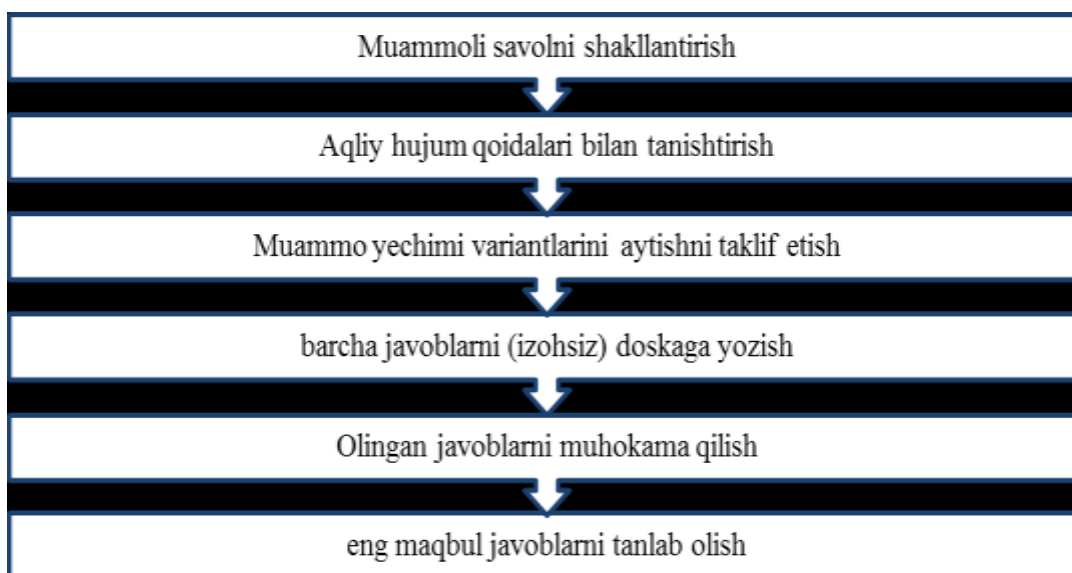 Muammoli savolni shakllantirish
Aqliy hujum qoidalari bilan tanishtirish
Muammo yechimi variantlarini aytishni taklif etish
barcha javoblarni (izohsiz) doskaga yozish
Olingan javoblarni muhokama qilish
eng maqbul javoblarni tanlab olish